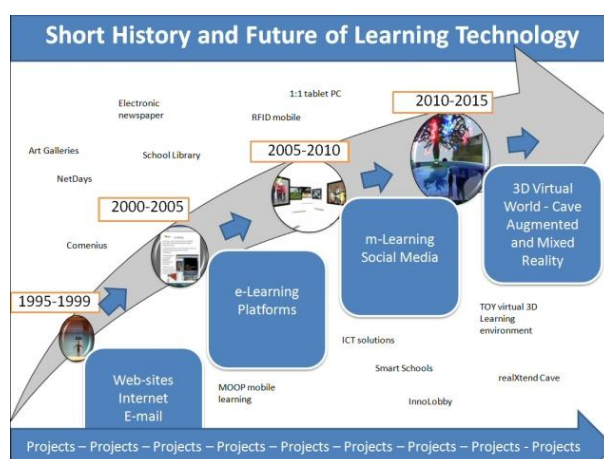 Short History and Future of Learning Technology
1:1 tablet PC
2010-2015
Electronic
newspaper
RFID mobile
Art Galleries
School Library
2005-2010
NetDays
2000-2005
3D Virtual
World - Cave
Augmented
and Mixed
Reality
Comenius
m-Learning
Social Media
1995-1999
e-Learning
Platforms
TOY virtual 3D
Learning
environment
ICT solutions
Web-sites
Internet
E-mail
MOOP mobile
learning
Smart Schools
realXtend Cave
InnoLobby
Projects – Projects – Projects – Projects – Projects – Projects – Projects – Projects - Projects